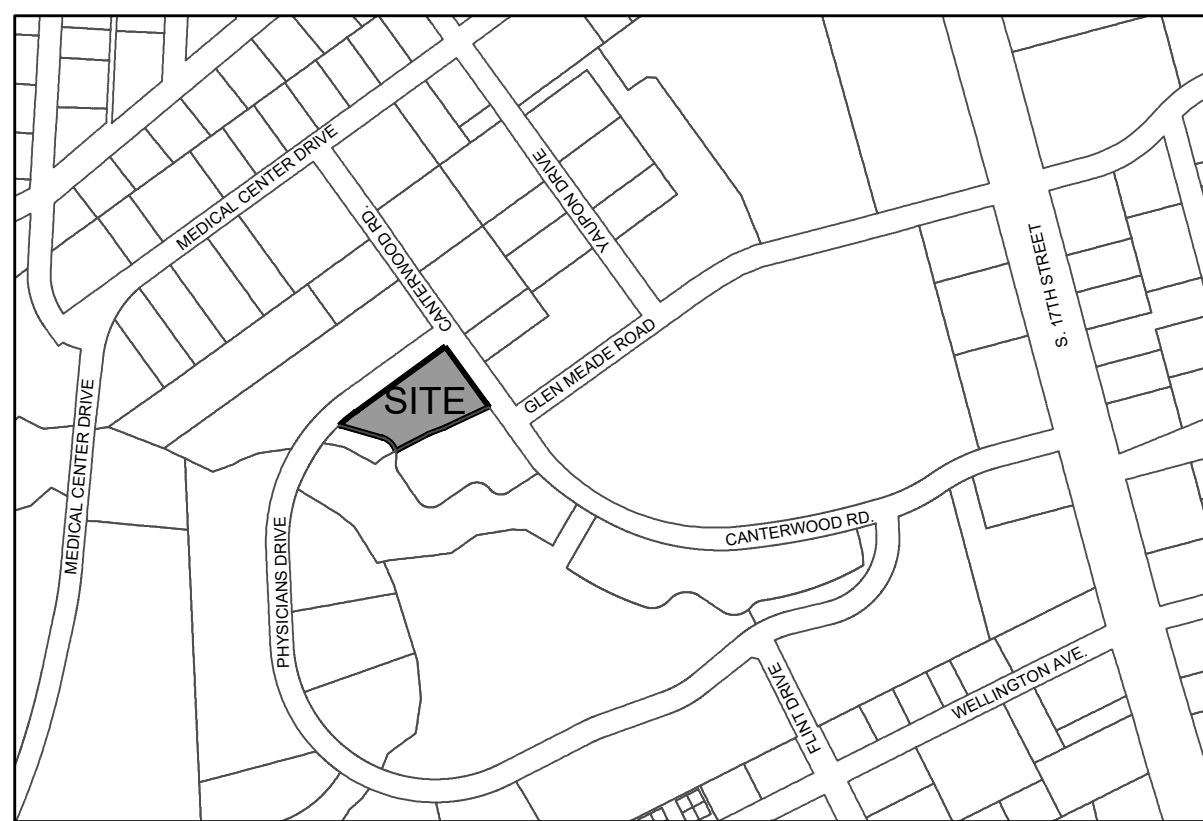 MEDICAL CENTER DRIVE
YAUPON DRIVE
CANTERWOOD RD.
S. 17TH STREET
GLEN MEADE ROAD
SITE
MEDICAL CENTER DRIVE
CANTERWOOD RD.
PHYSICIANS DRIVE
FLINT DRIVE
WELLINGTON AVE.